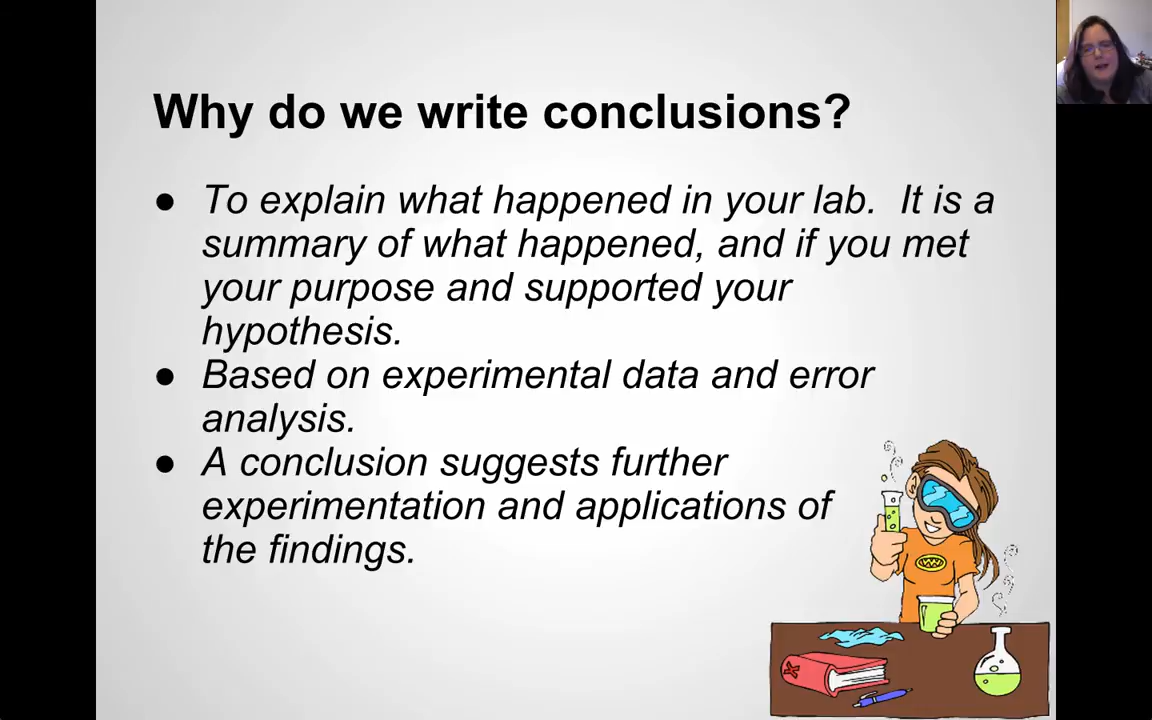 Why do we write conclusions?
● To explain what happened in your lab.  It is a
summary of what happened, and if you met
your purpose and supported your
hypothesis.
● Based on experimental data and error
analysis.
● A conclusion suggests further
experimentation and applications of
the findings.